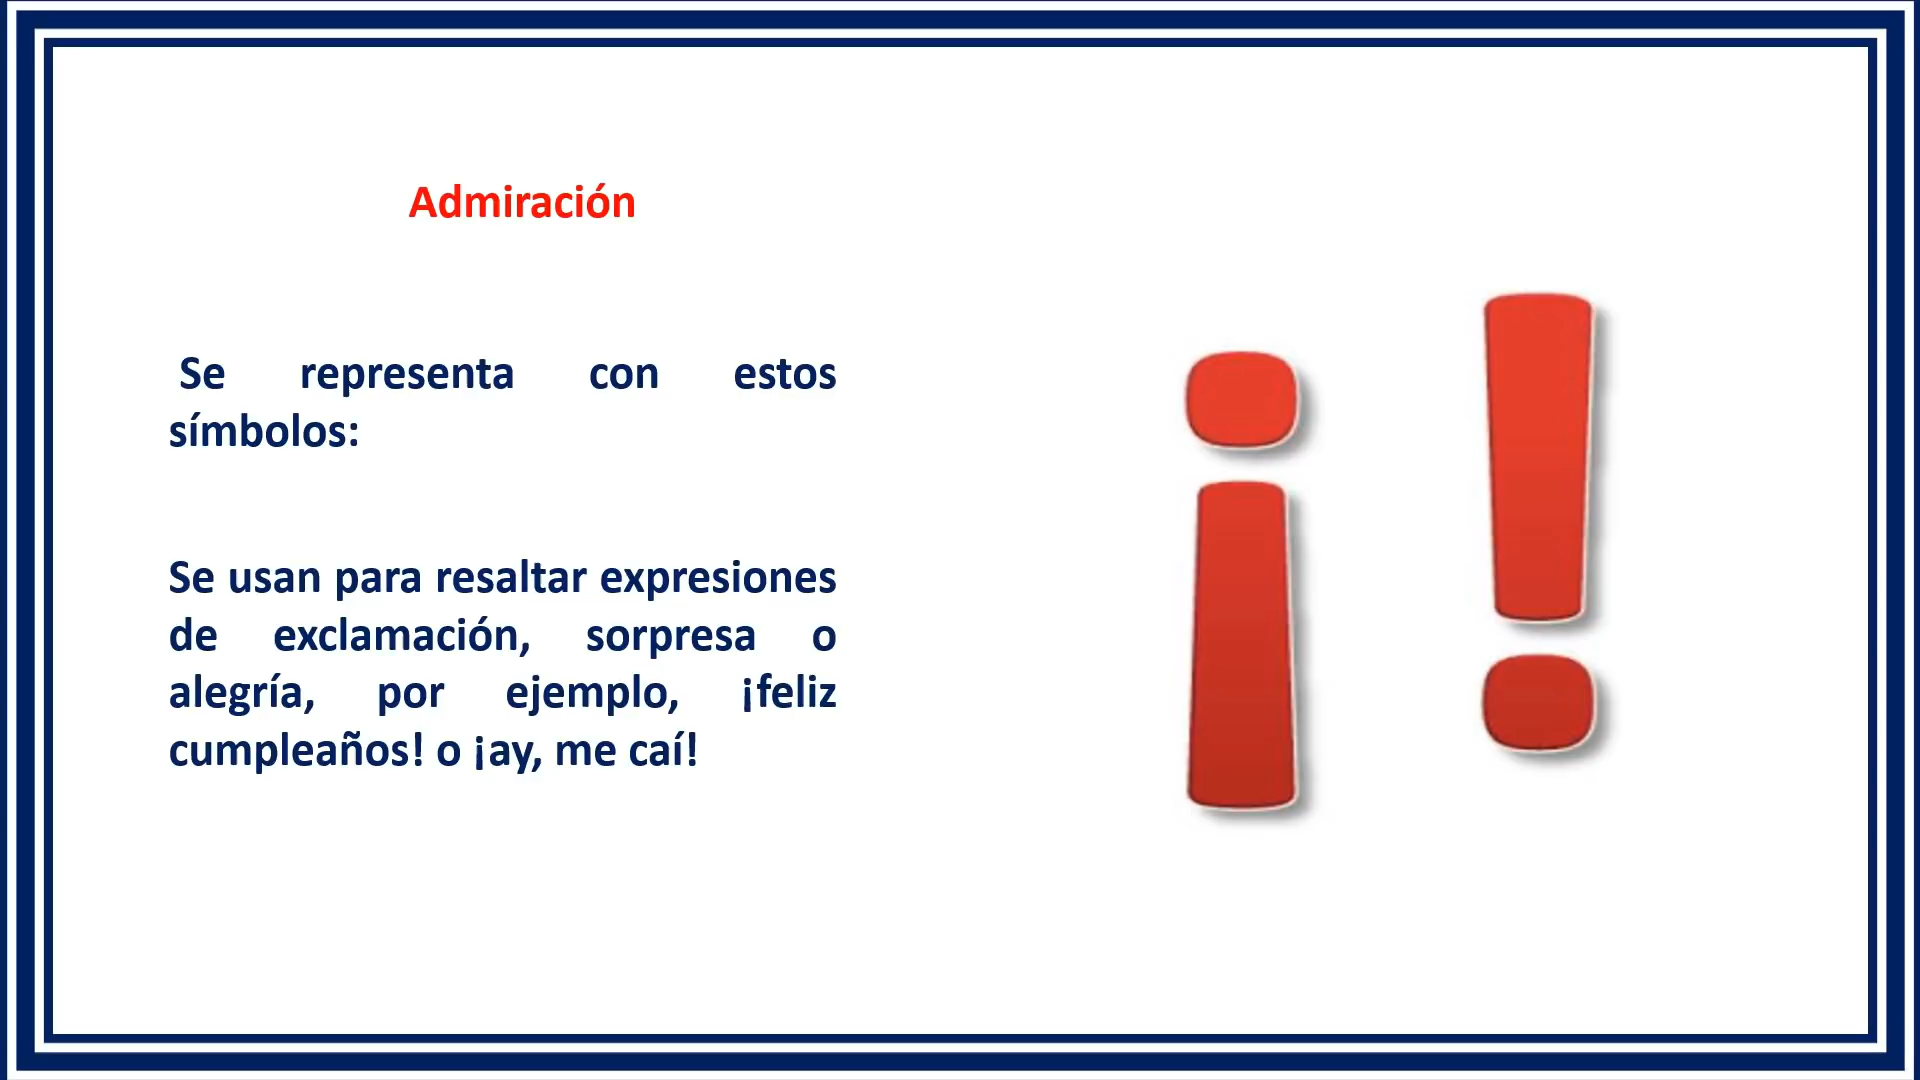 Admiración
Se representa con estos
símbolos:
Se usan para resaltar expresiones
de exclamación, sorpresa o
alegría, por ejemplo, ¡feliz
cumpleaños! o ¡ay, me caí!
¡ !